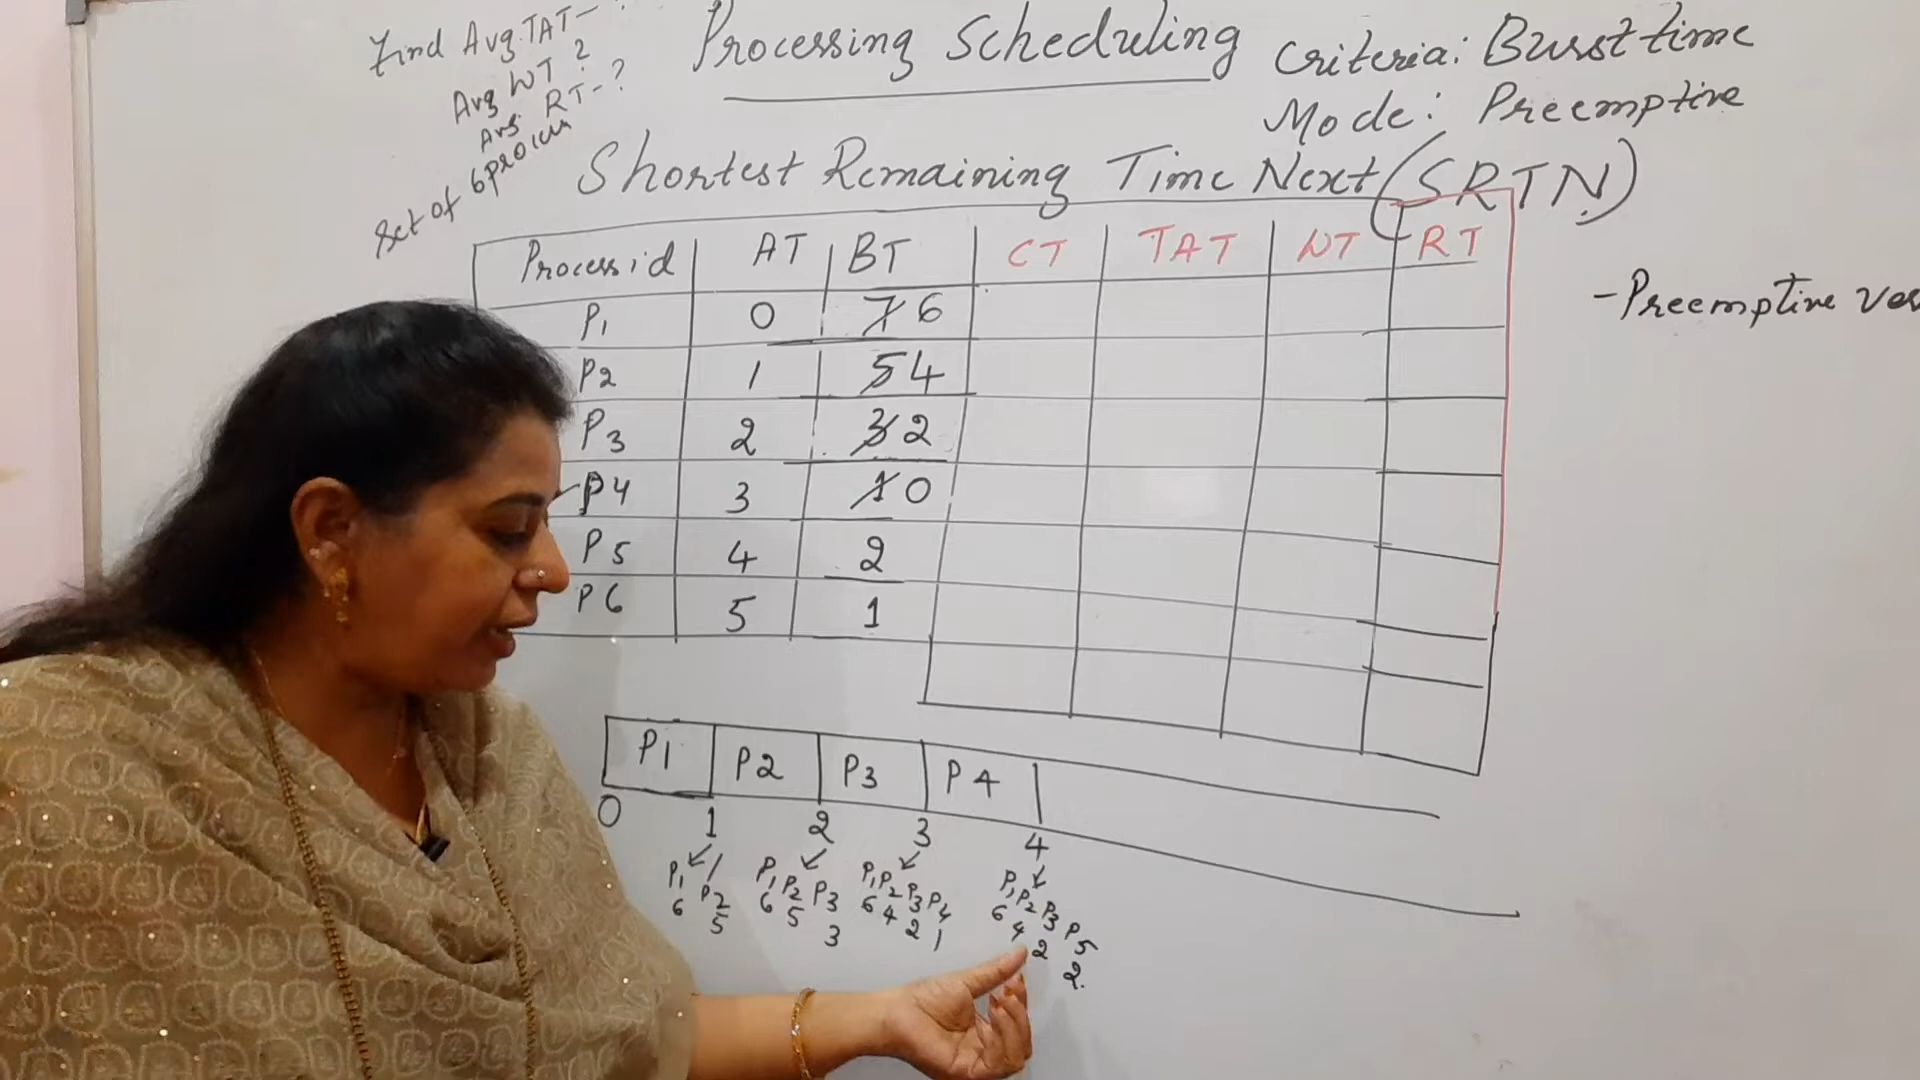 Find Avg.TAT-
Avg WT ?
Avg. RT-?
Set of 6 process
Processing Scheduling
Criteria: Burst time
Mode: Preemptive
Shortest Remaining Time Next (SRTN)
Process id AT BT CT TAT WT RT
P1 0 7 6
P2 1 5 4
P3 2 3 2
P4 3 1 0
P5 4 2
P6 5 1
-Preemptive
P1 P2 P3 P4
0 1 2 3 4
P1 P2
6 5
P1 P2 P3
6 5 3
P1 P2 P3 P4
6 4 2 1
P1 P2 P3 P5
6 4 2 2.